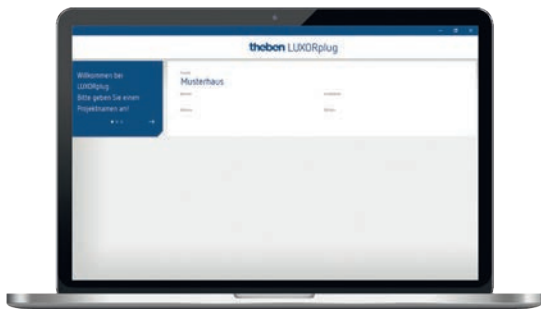 theben LUXORplug
Willkommen bei
LUXORplug
Bitte geben Sie einen
Projektnamen an!
Musterhaus